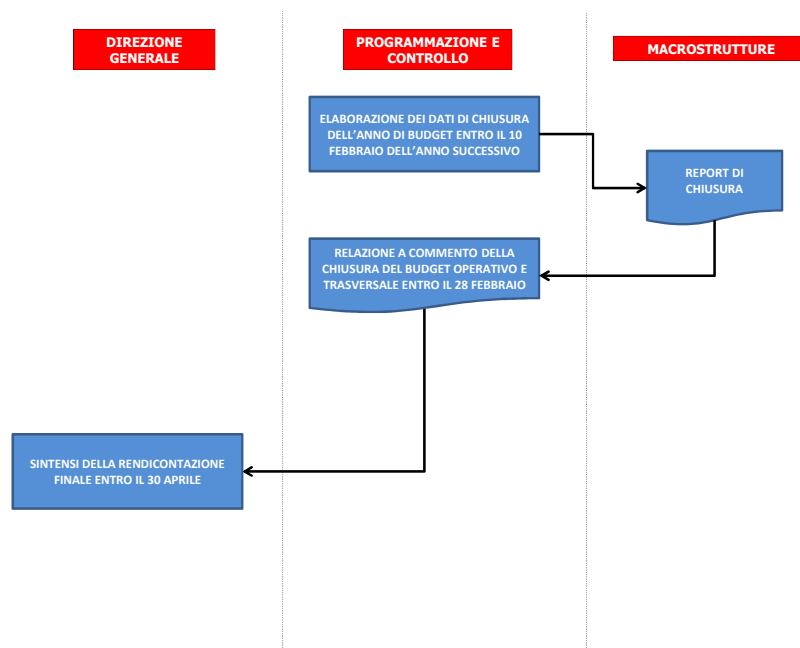 DIREZIONE
GENERALE
PROGRAMMAZIONE E
CONTROLLO
MACROSTRUTTURE
ELABORAZIONE DEI DATI DI CHIUSURA
DELL'ANNO DI BUDGET ENTRO IL 10
FEBBRAIO DELL'ANNO SUCCESSIVO
REPORT DI
CHIUSURA
RELAZIONE A COMMENTO DELLA
CHIUSURA DEL BUDGET OPERATIVO E
TRASVERSALE ENTRO IL 28 FEBBRAIO
SINTENSI DELLA RENDICONTAZIONE
FINALE ENTRO IL 30 APRILE